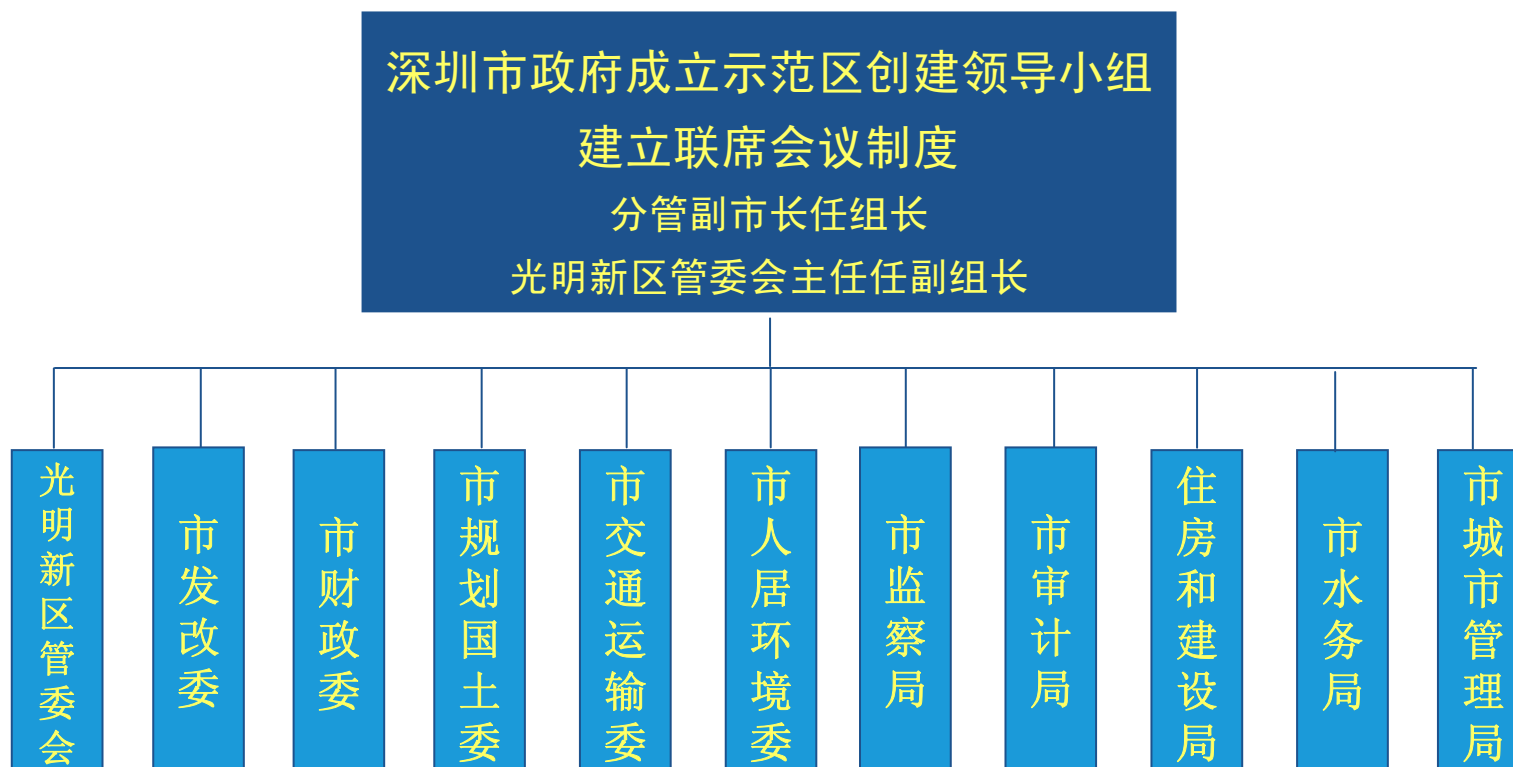 深圳市政府成立示范区创建领导小组
建立联席会议制度
分管副市长任组长
光明新区管委会主任任副组长
光明新区管委会
市发改委
市财政委
市规划国土委
市交通运输委
市人居环境委
市监察局
市审计局
住房和建设局
市水务局
市城市管理局